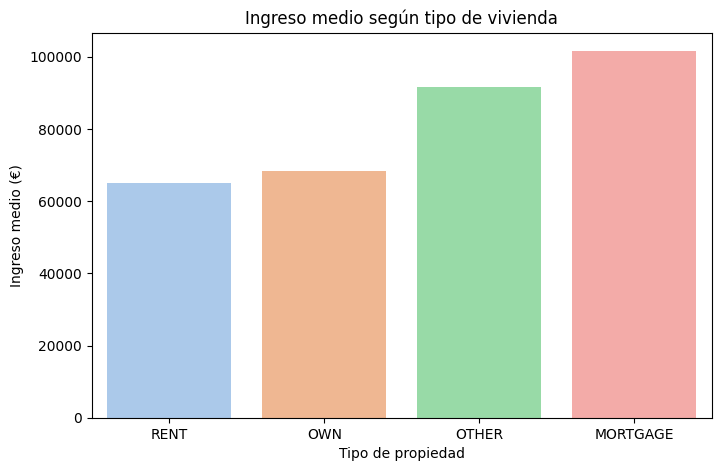 Ingreso medio según tipo de vivienda
Ingreso medio (€)
100000
80000
60000
40000
20000
0
RENT OWN OTHER MORTGAGE
Tipo de propiedad